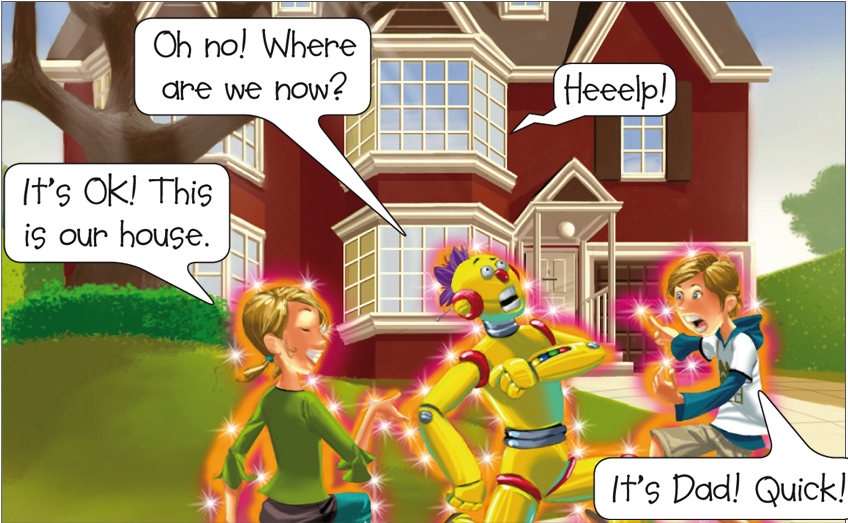 Oh no! Where
are we now?
Heeelp!
It's OK! This
is our house.
It's Dad! Quick!